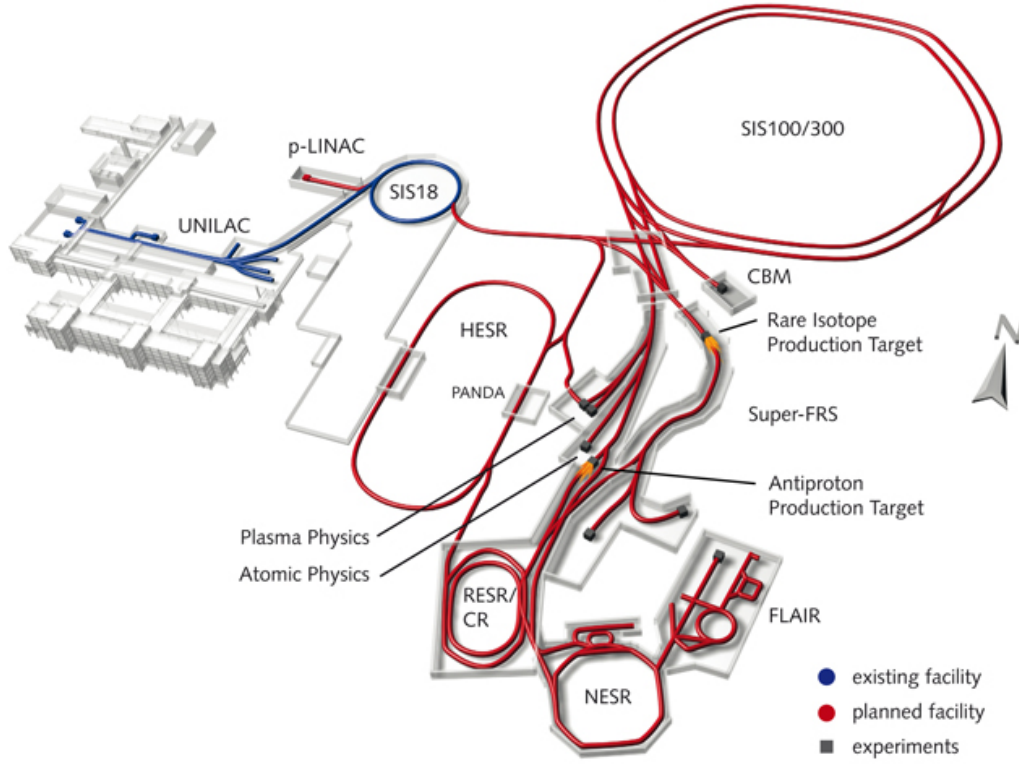 SIS100/300
p-LINAC
SIS18
UNILAC
CBM
Rare Isotope
Production Target
HESR
N
PANDA
Super-FRS
Antiproton
Production Target
Plasma Physics
Atomic Physics
RESR/
CR
FLAIR
NESR
existing facility
planned facility
experiments